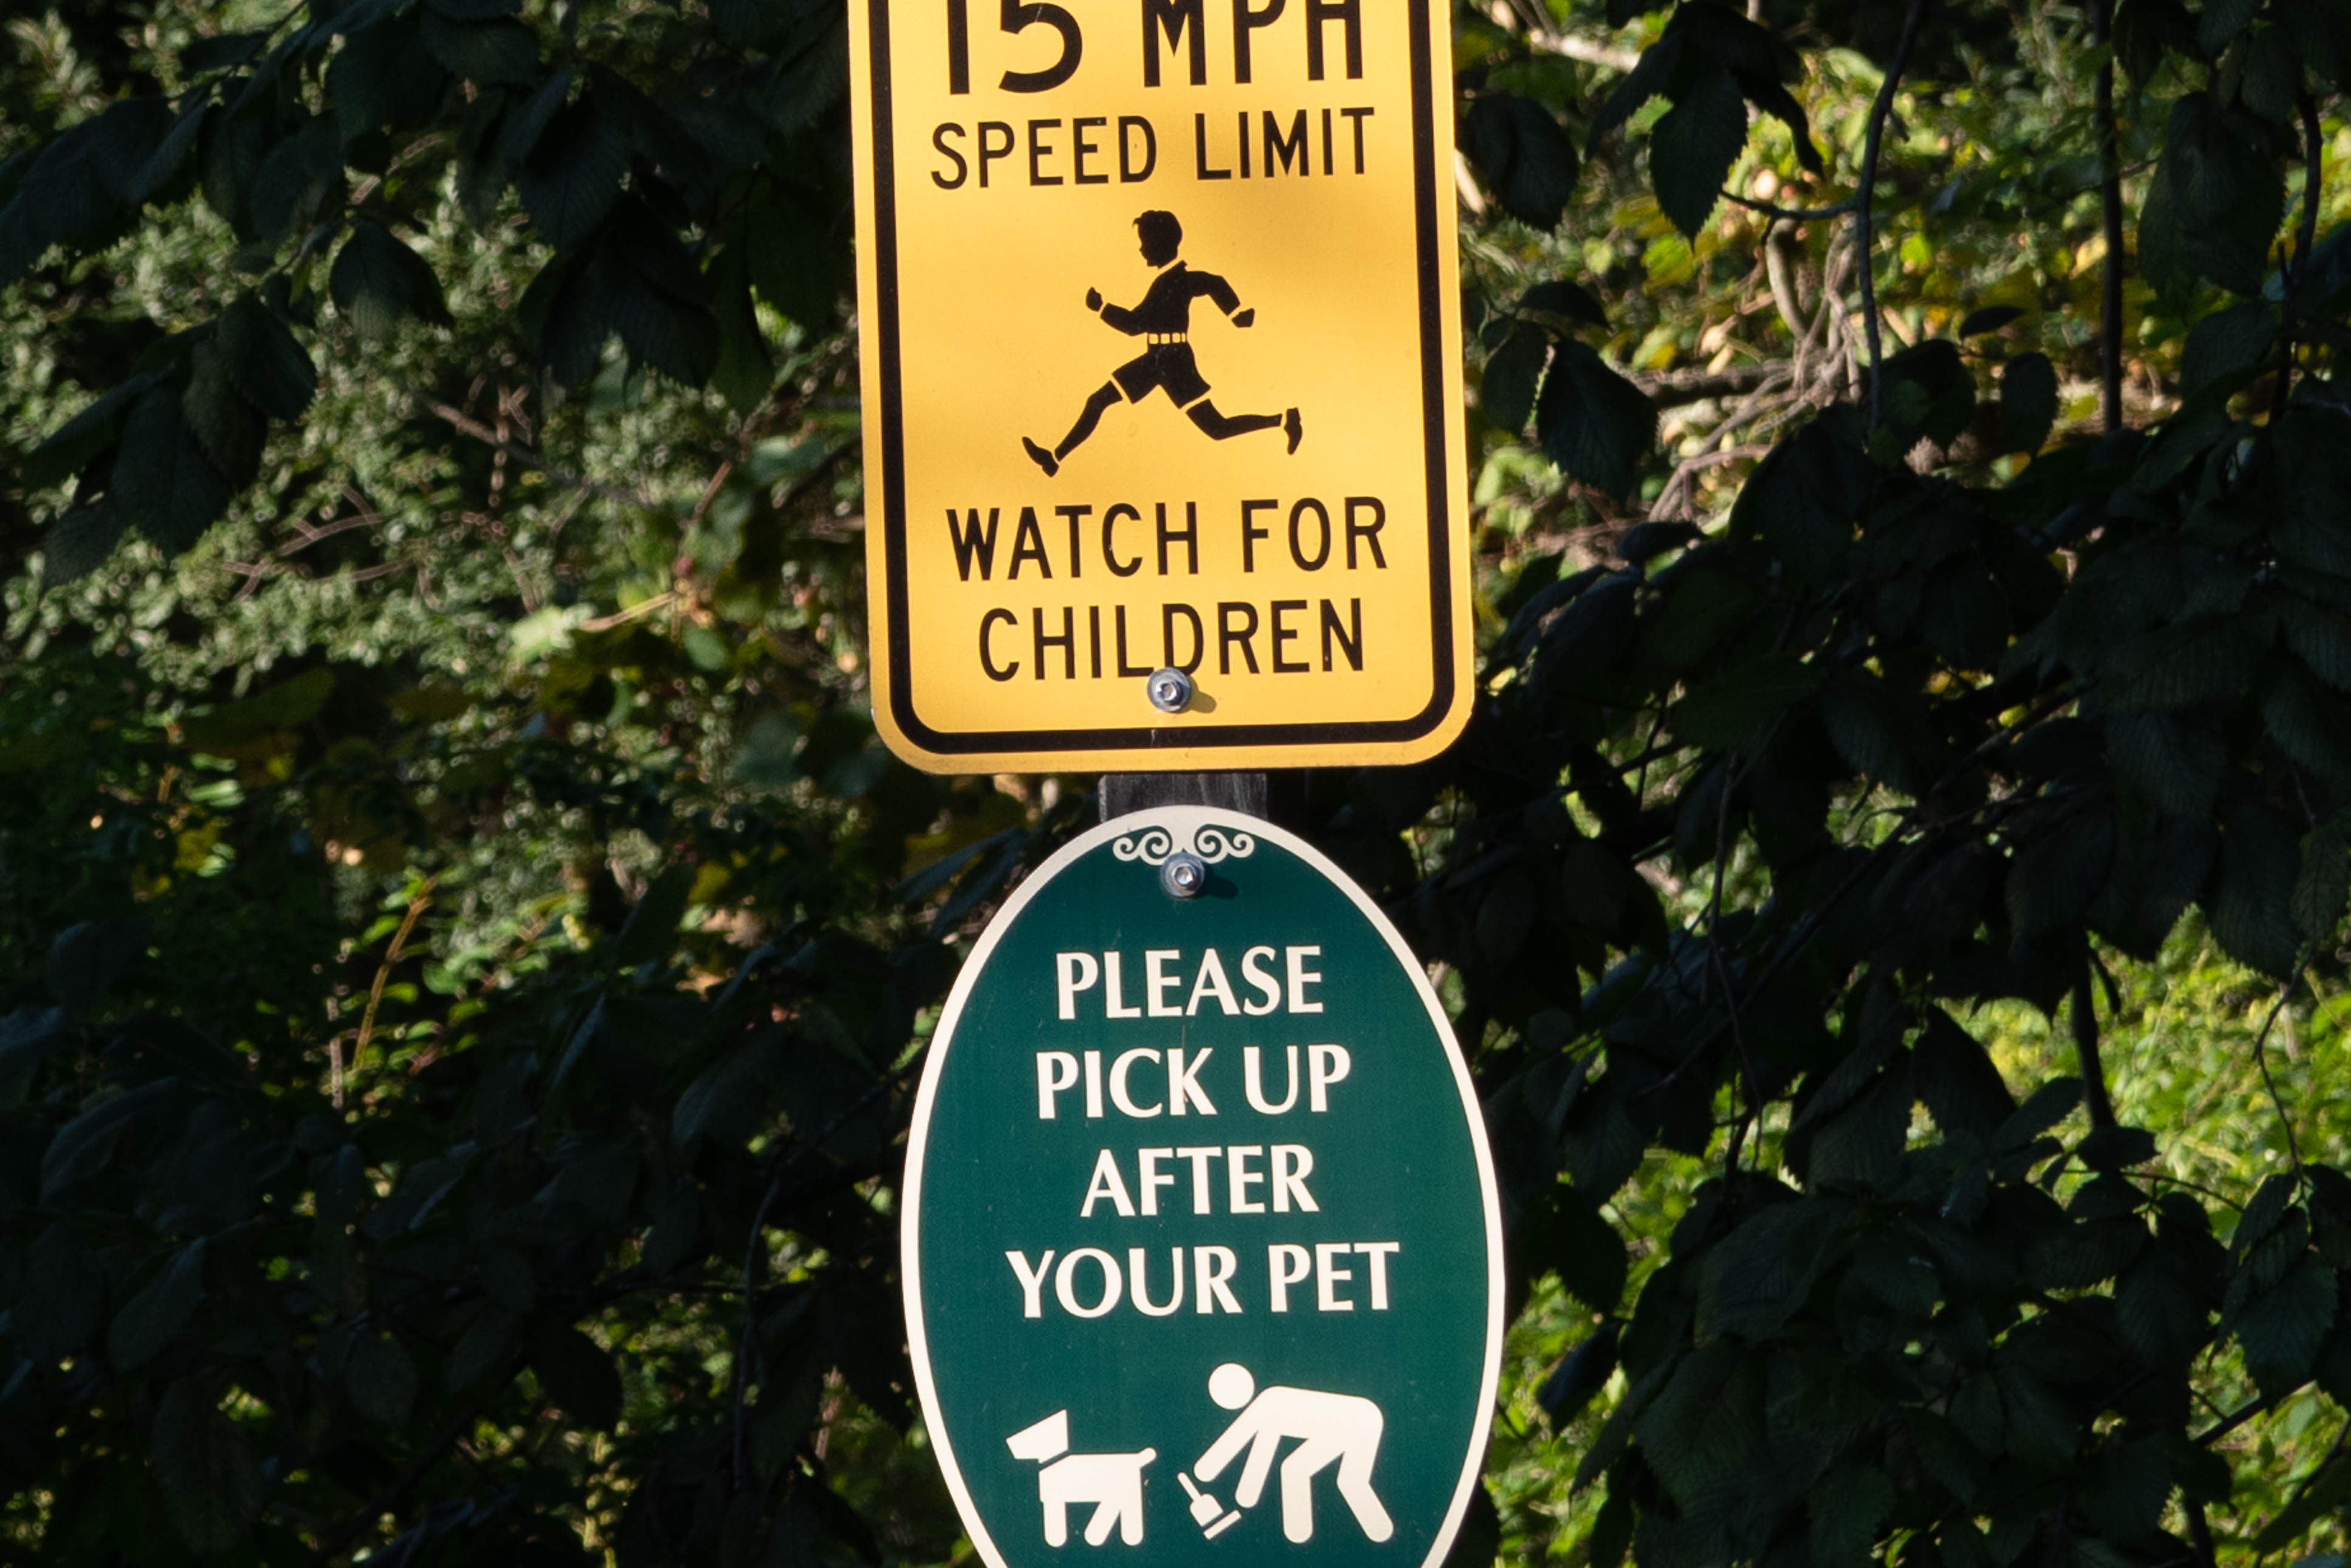 15 MPH
SPEED LIMIT
WATCH FOR
CHILDREN
PLEASE
PICK UP
AFTER
YOUR PET